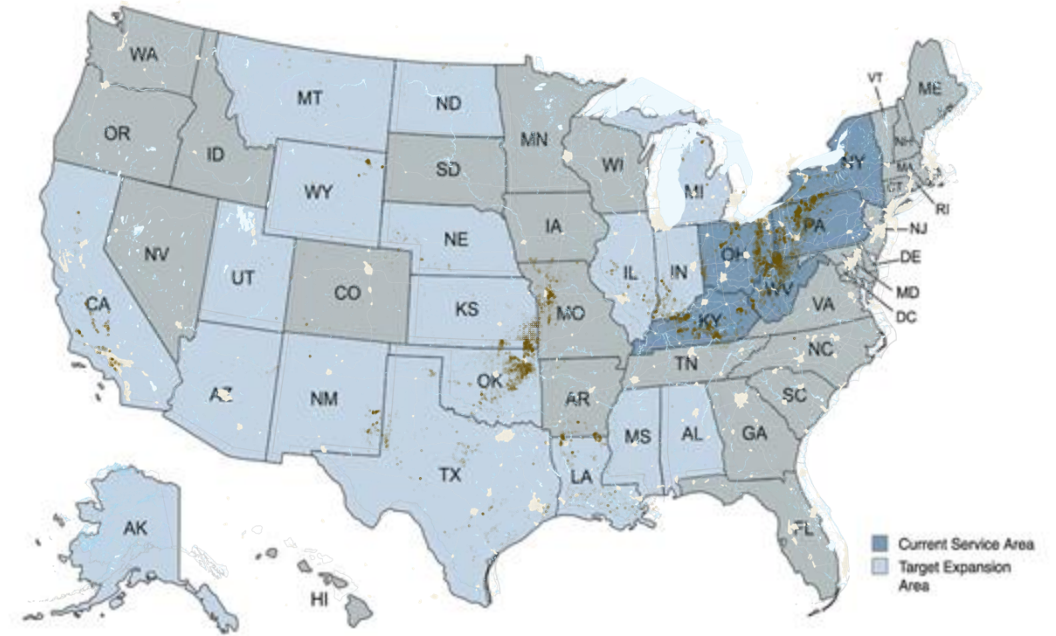 WA
MT
ND
MN
VT
ME
OR
ID
WI
NH
NY
MA
SD
WY
MI
CT
RI
IA
NE
PA
NJ
NV
UT
CO
IL
IN
OH
DE
CA
KS
MO
WV
MD
KY
VA
DC
TN
NC
AZ
NM
OK
AR
SC
MS
AL
GA
TX
LA
AK
FL
HI
Current Service Area
Target Expansion
Area